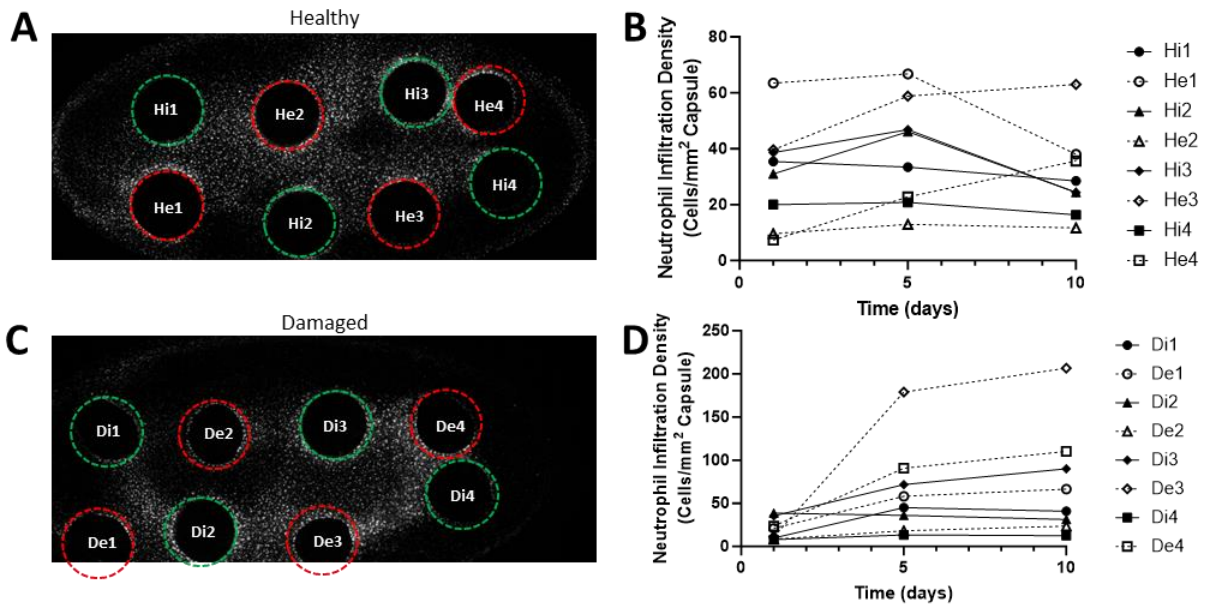 A
Healthy
Hi1
He2
Hi3
He4
He1
Hi2
He3
Hi4
B
Neutrophil Infiltration Density
(Cells/mm² Capsule)
80
60
40
20
0
0
5
10
Time (days)
Hi1
He1
Hi2
He2
Hi3
He3
Hi4
He4
C
Damaged
Di1
De2
Di3
De4
De1
Di2
De3
Di4
D
Neutrophil Infiltration Density
(Cells/mm² Capsule)
250
200
150
100
50
0
0
5
10
Time (days)
Di1
De1
Di2
De2
Di3
De3
Di4
De4